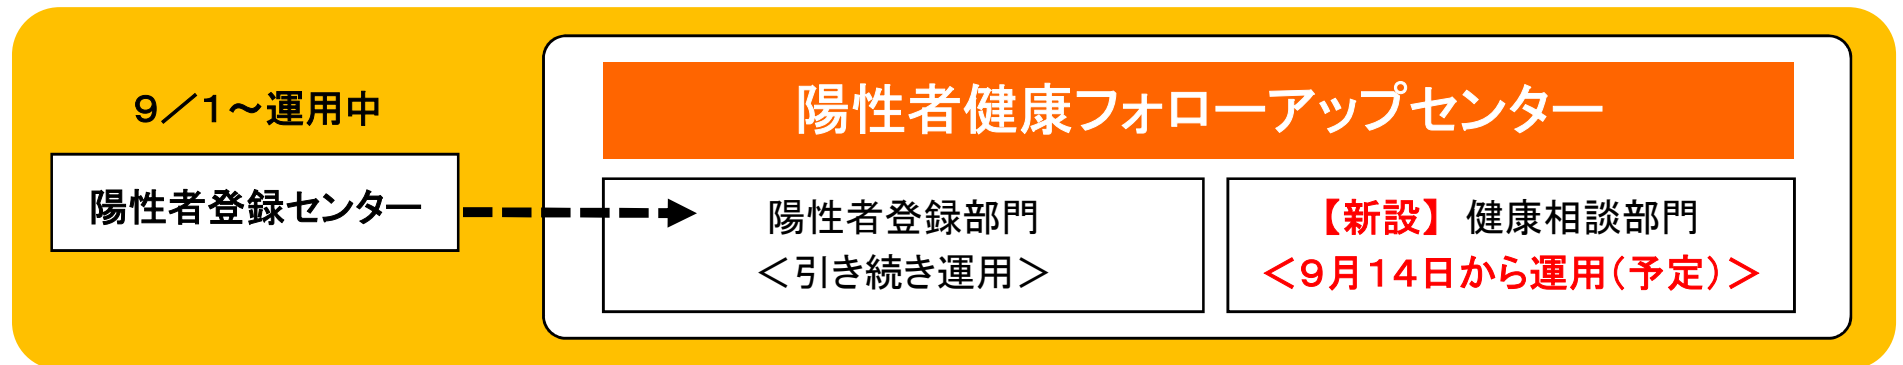 ９／１～運用中
陽性者登録センター
陽性者健康フォローアップセンター
陽性者登録部門
＜引き続き運用＞
【新設】 健康相談部門
＜９月１４日から運用（予定）＞